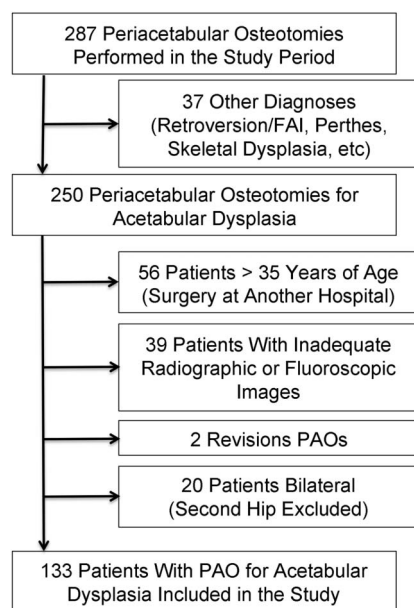 287 Periacetabular Osteotomies
Performed in the Study Period
37 Other Diagnoses
(Retroversion/FAI, Perthes,
Skeletal Dysplasia, etc)
250 Periacetabular Osteotomies for
Acetabular Dysplasia
56 Patients > 35 Years of Age
(Surgery at Another Hospital)
39 Patients With Inadequate
Radiographic or Fluoroscopic
Images
2 Revisions PAOs
20 Patients Bilateral
(Second Hip Excluded)
133 Patients With PAO for Acetabular
Dysplasia Included in the Study